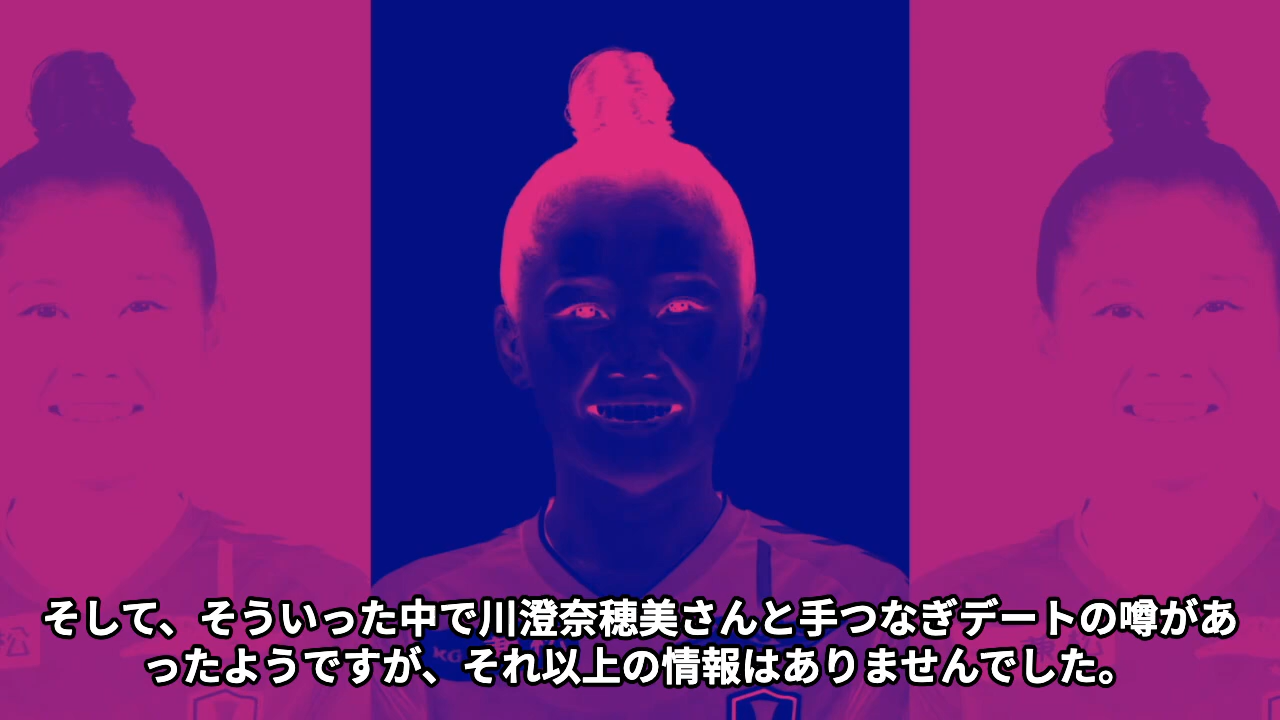 そして、そういった中で川澄奈穂美さんと手つなぎデートの噂があ
ったようですが、それ以上の情報はありませんでした。
KG
松